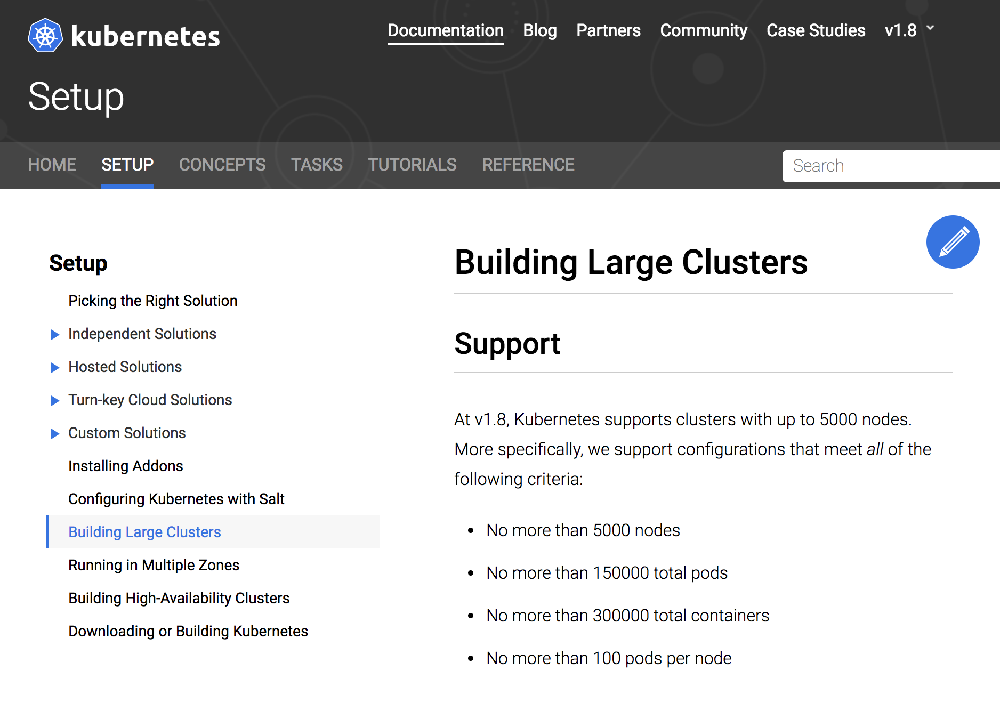 kubernetes
Documentation Blog Partners Community Case Studies v1.8
Setup
HOME SETUP CONCEPTS TASKS TUTORIALS REFERENCE Search
Setup
Picking the Right Solution
Independent Solutions
Hosted Solutions
Turn-key Cloud Solutions
Custom Solutions
Installing Addons
Configuring Kubernetes with Salt
Building Large Clusters
Running in Multiple Zones
Building High-Availability Clusters
Downloading or Building Kubernetes
Building Large Clusters
Support
At v1.8, Kubernetes supports clusters with up to 5000 nodes.
More specifically, we support configurations that meet all of the
following criteria:
• No more than 5000 nodes
• No more than 150000 total pods
• No more than 300000 total containers
• No more than 100 pods per node